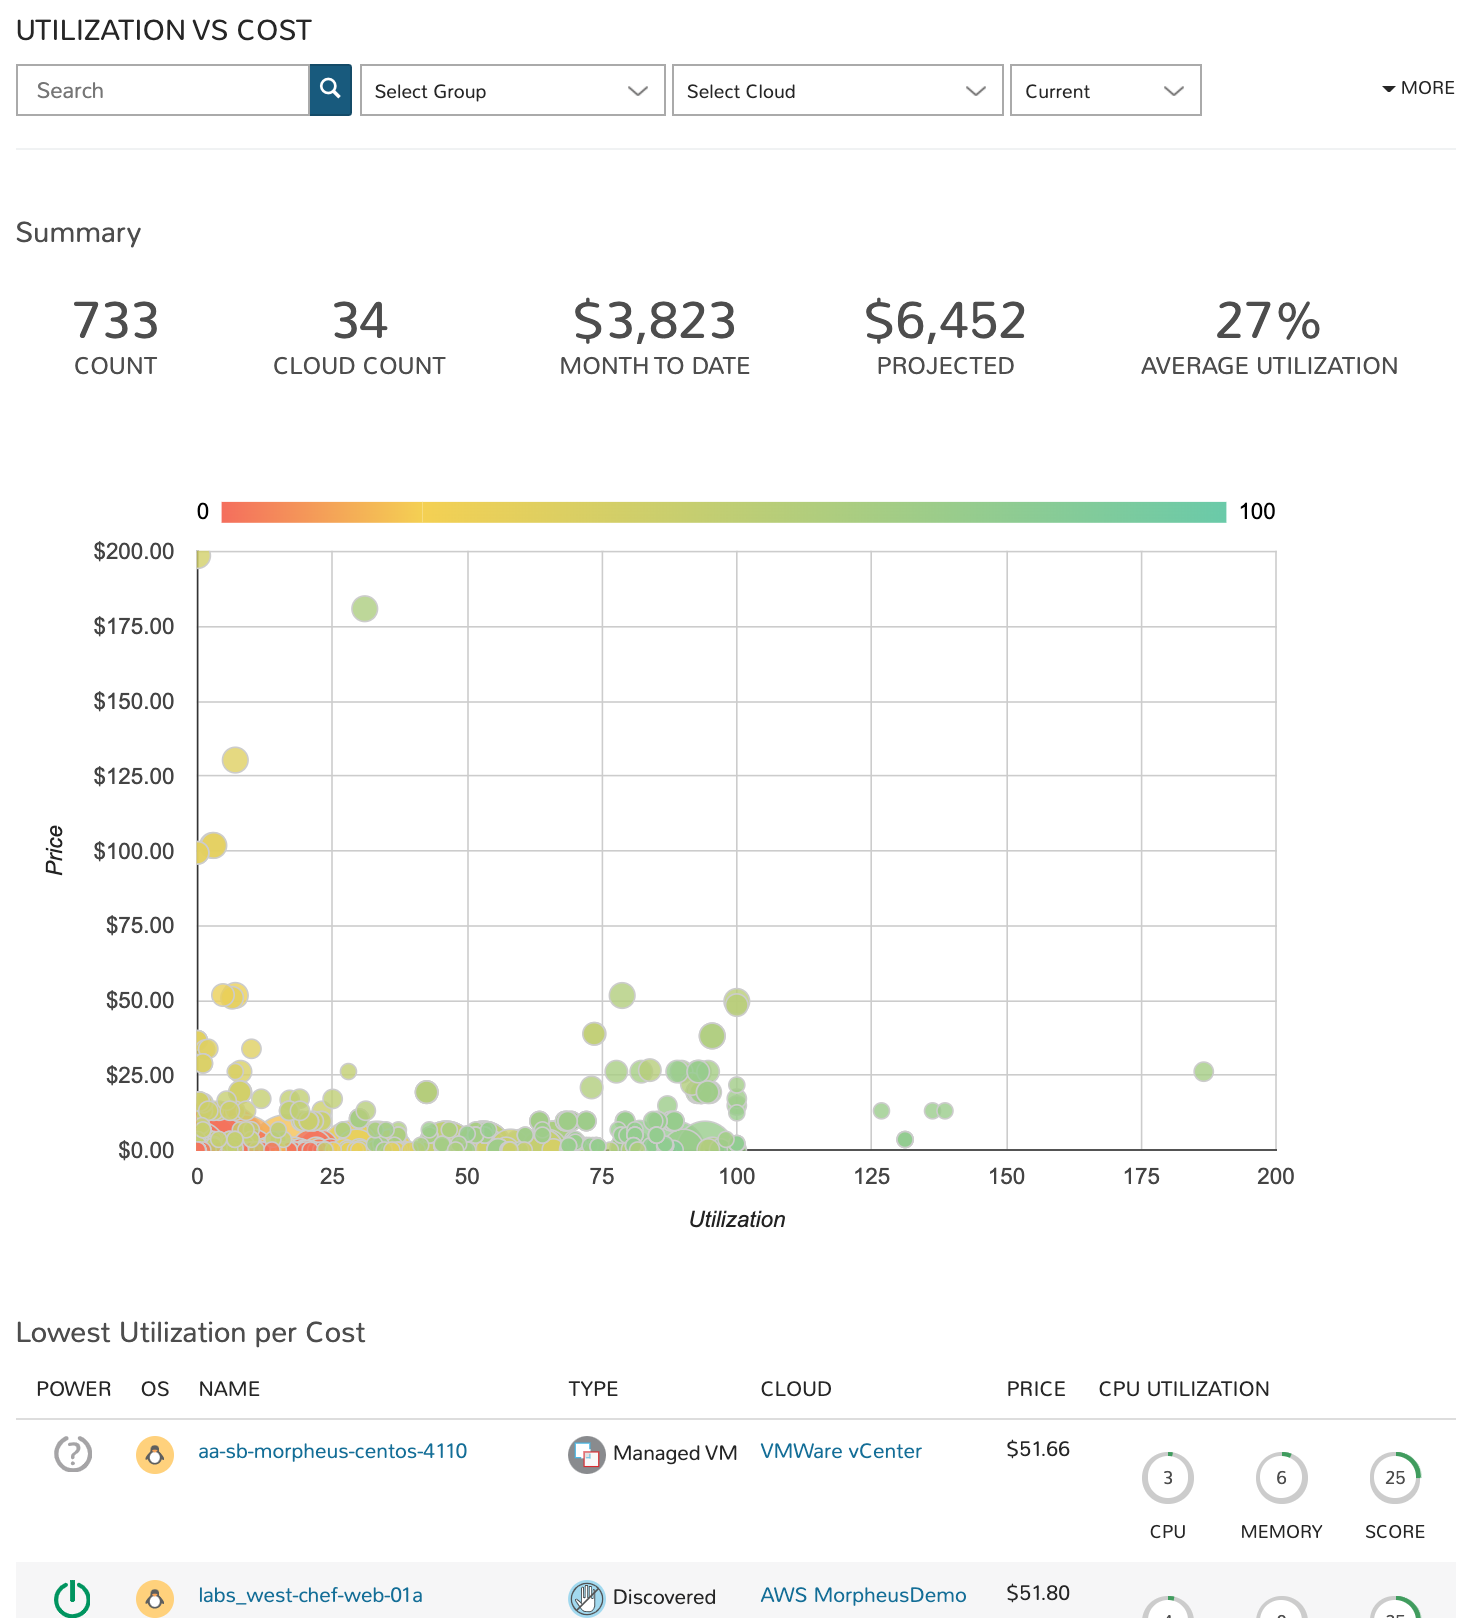 UTILIZATION VS COST
Search
Select Group
Select Cloud
Current
MORE
Summary
733 34 $3,823 $6,452 27%
COUNT CLOUD COUNT MONTH TO DATE PROJECTED AVERAGE UTILIZATION
0 100
$200.00
$175.00
$150.00
$125.00
$100.00
$75.00
$50.00
$25.00
$0.00
Price
0 25 50 75 100 125 150 175 200
Utilization
Lowest Utilization per Cost
POWER OS NAME TYPE CLOUD PRICE CPU UTILIZATION
aa-sb-morpheus-centos-4110 Managed VM VMWare vCenter $51.66
3 6 25
CPU MEMORY SCORE
labs_west-chef-web-01a Discovered AWS MorpheusDemo $51.80